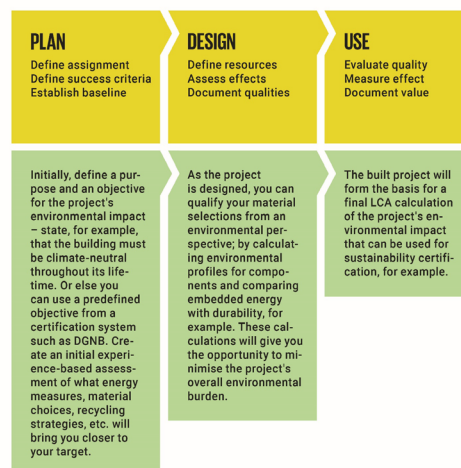 PLAN
Define assignment
Define success criteria
Establish baseline
DESIGN
Define resources
Assess effects
Document qualities
USE
Evaluate quality
Measure effect
Document value
Initially, define a pur-
pose and an objective
for the project's
environmental impact
– state, for example,
that the building must
be climate-neutral
throughout its life-
time. Or else you
can use a predefined
objective from a
certification system
such as DGNB. Cre-
ate an initial experi-
ence-based assess-
ment of what energy
measures, material
choices, recycling
strategies, etc. will
bring you closer to
your target.
As the project
is designed, you can
qualify your material
selections from an
environmental per-
spective; by calculat-
ing environmental
profiles for compo-
nents and comparing
embedded energy
with durability, for
example. These cal-
culations will give you
the opportunity to mi-
nimise the project's
overall environmental
burden.
The built project will
form the basis for a
final LCA calculation
of the project's en-
vironmental impact
that can be used for
sustainability certifi-
cation, for example.